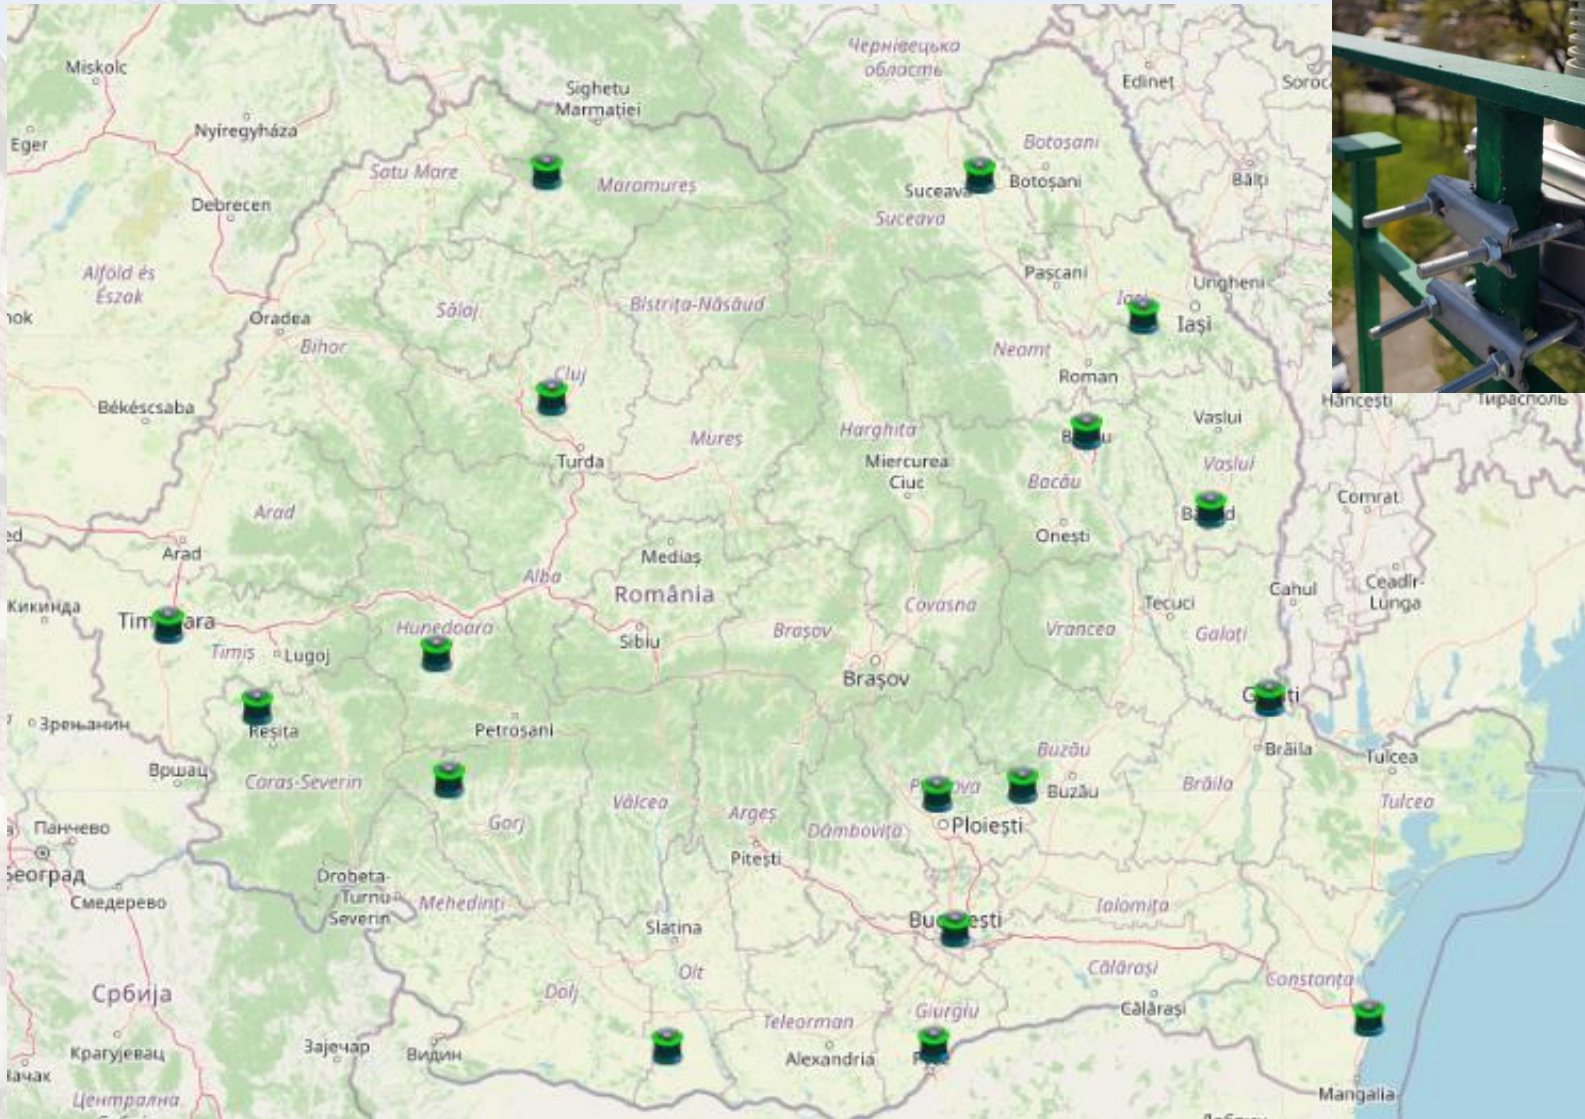 Чернівецька
область
Miskolc
Edineț
Soroc
Sighetu
Marmației
Nyíregyháza
Eger
Botoșani
Satu Mare
Maramureș
Suceava
Botoșani
Bălți
Debrecen
Suceava
Alföld és
Észak
Pașcani
Ungheni
Sălaj
Bistrița-Năsăud
Oradea
Iași
Bihor
Neamț
Cluj
Roman
Békéscsaba
Hâncești
Тирасполь
Vaslui
Mureș
Harghita
Turda
Miercurea
Ciuc
Vaslui
Bacău
Arad
Comrat
Onești
Arad
Mediaș
Alba
România
Cahul
Ceadîr-
Lunga
Кикинда
Covasna
Tecuci
Hunedoara
Brașov
Vrancea
Galați
Sibiu
Timiș
Lugoj
Brașov
Зрењанин
Reșița
Petroșani
Buzău
Brăila
Tulcea
Вршац
Caraș-Severin
Brăila
Buzău
Vâlcea
Argeș
Tulcea
Панчево
Gorj
Dâmbovița
Ploiești
Pitești
Београд
Drobeta-
Turnu
Severin
Смедерево
Mehedinți
Ialomița
Slatina
Olt
Călărași
Constanța
Србија
Dolj
Teleorman
Giurgiu
Călărași
Крагујевац
Зајечар
Видин
Alexandria
Mangalia
Централна